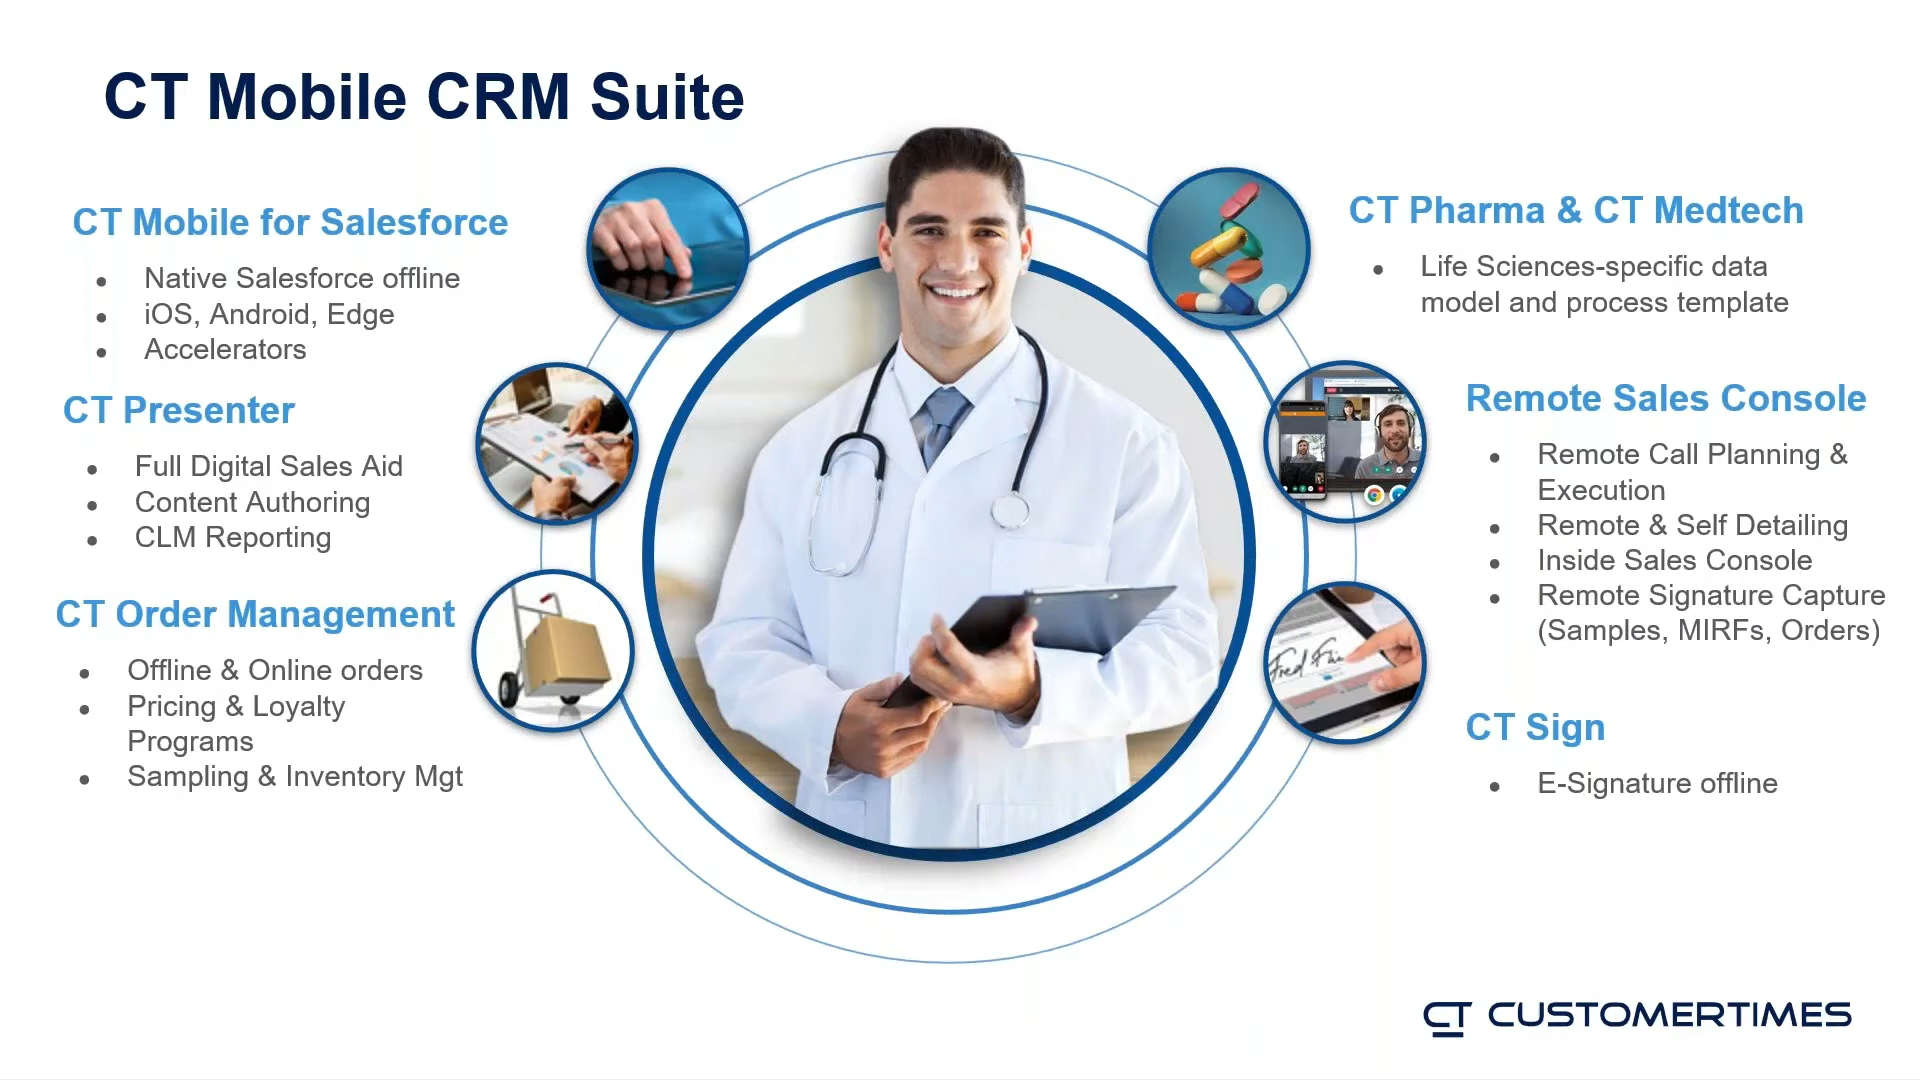 CT Mobile CRM Suite
CT Mobile for Salesforce
• Native Salesforce offline
• iOS, Android, Edge
• Accelerators
CT Presenter
• Full Digital Sales Aid
• Content Authoring
• CLM Reporting
CT Order Management
• Offline & Online orders
• Pricing & Loyalty
Programs
• Sampling & Inventory Mgt
CT Pharma & CT Medtech
• Life Sciences-specific data
model and process template
Remote Sales Console
• Remote Call Planning &
Execution
• Remote & Self Detailing
• Inside Sales Console
• Remote Signature Capture
(Samples, MIRFs, Orders)
CT Sign
• E-Signature offline
CT CUSTOMERTIMES